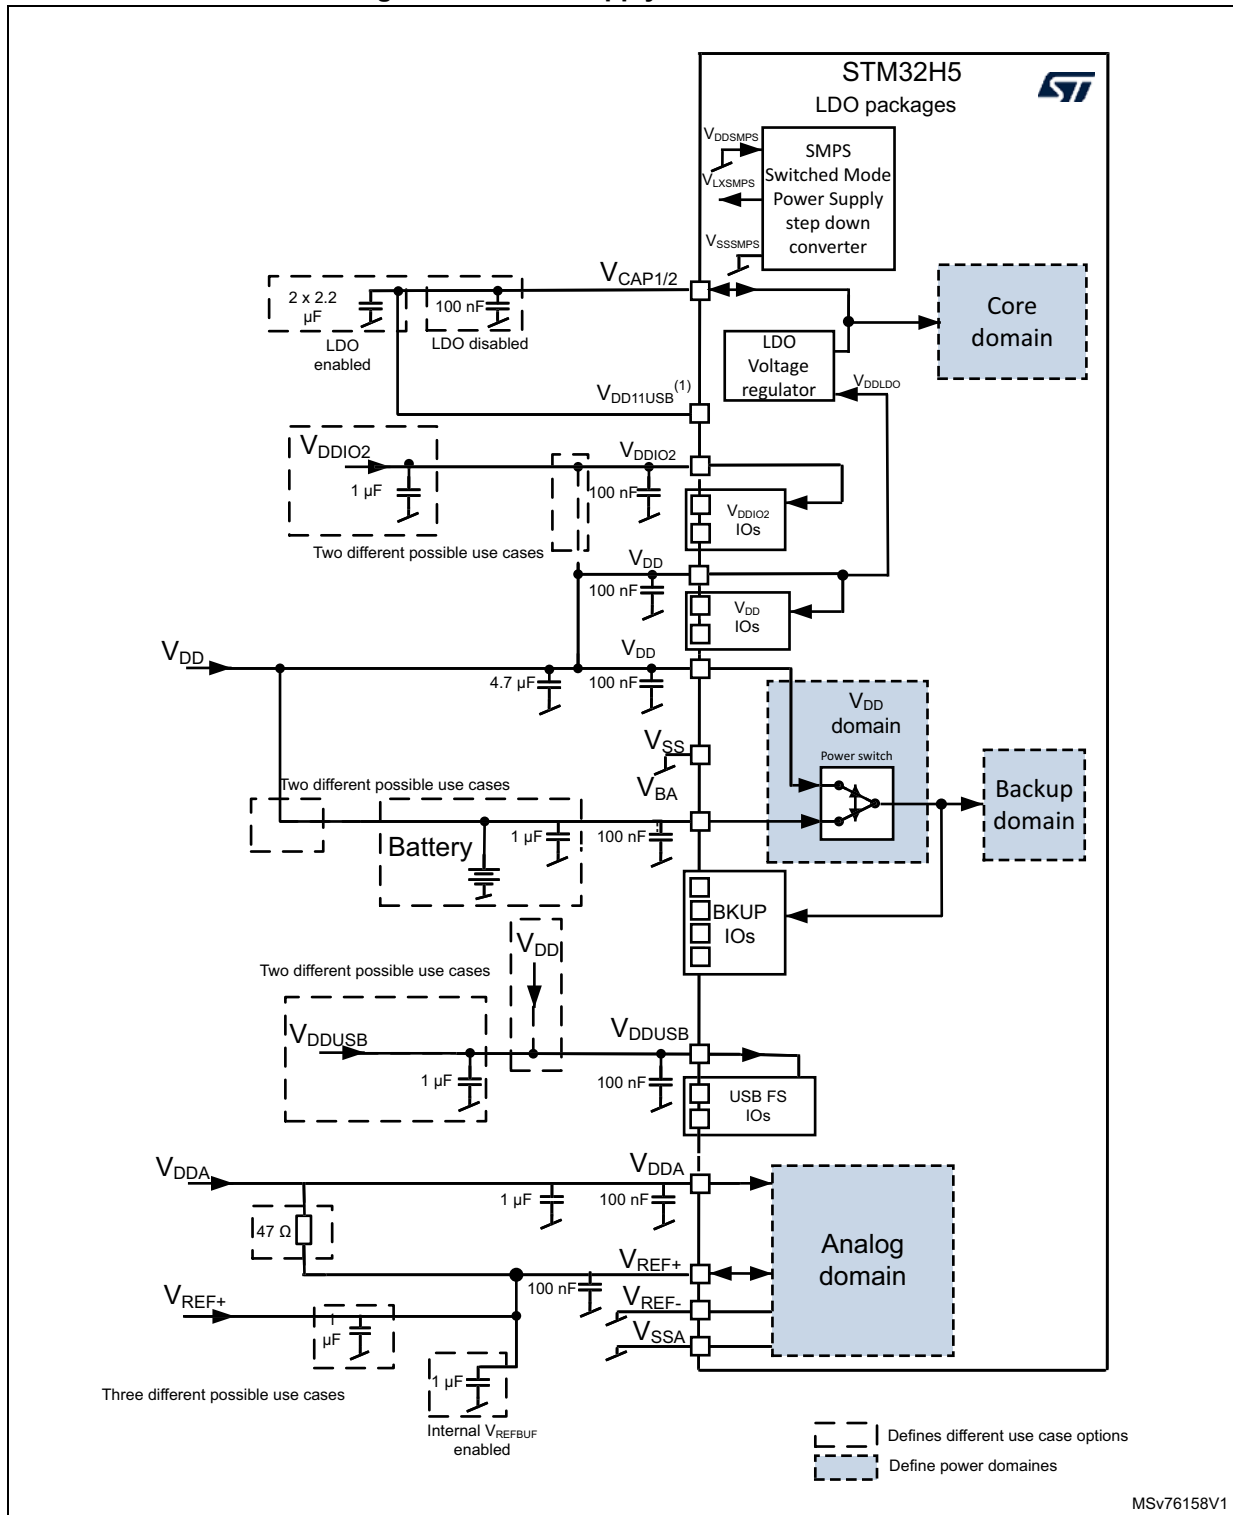 STM32H5
LDO packages
VDDSMPS
SMPS
Switched Mode
Power Supply
step down
converter
VLXSMPS
VSSSMPS
VCAP1/2
2 x 2.2
µF
100 nF
LDO
enabled
LDO disabled
Core
domain
LDO
Voltage
regulator
VDDLDO
VDD11USB(1)
VDDIO2
1 µF
VDDIO2
100 nF
VDDIO2
IOs
Two different possible use cases
VDD
100 nF
VDD
IOs
VDD
VDD
4.7 µF
100 nF
VDD
domain
Power switch
VSS
VBA
Two different possible use cases
Battery
1 µF
100 nF
Backup
domain
BKUP
IOs
VDD
Two different possible use cases
VDDUSB
1 µF
VDDUSB
100 nF
USB FS
IOs
VDDA
VDDA
1 µF
100 nF
47 Ω
Analog
domain
VREF+
100 nF
VREF+
1
µF
VREF-
VSSA
1 µF
Three different possible use cases
Internal VREFBUF
enabled
Defines different use case options
Define power domaines
MSv76158V1